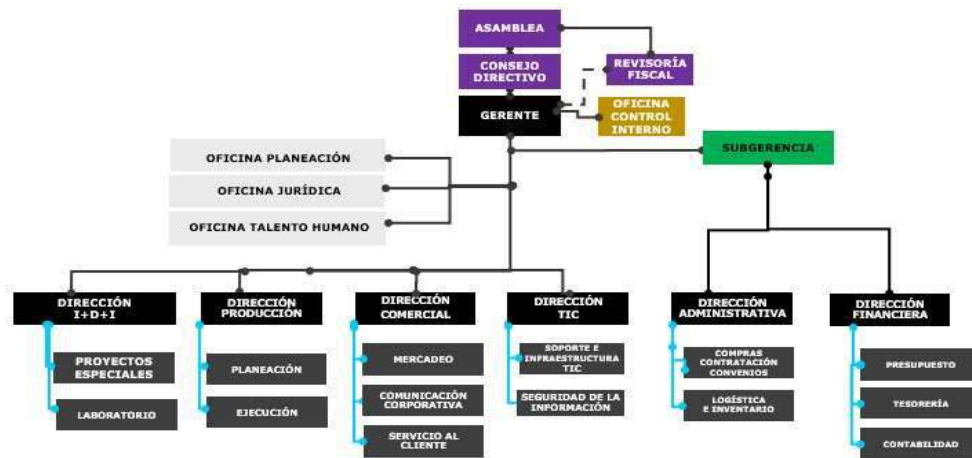 ASAMBLEA
CONSEJO
DIRECTIVO
REVISORÍA
FISCAL
GERENTE
OFICINA
CONTROL
INTERNO
SUBGERENCIA
OFICINA PLANEACIÓN
OFICINA JURÍDICA
OFICINA TALENTO HUMANO
DIRECCIÓN
I+D+I
PROYECTOS
ESPECIALES
LABORATORIO
DIRECCIÓN
PRODUCCIÓN
PLANEACIÓN
EJECUCIÓN
DIRECCIÓN
COMERCIAL
MERCADEO
COMUNICACIÓN
CORPORATIVA
SERVICIO AL
CLIENTE
DIRECCIÓN
TIC
SOPORTE E
INFRAESTRUCTURA
TIC
SEGURIDAD DE LA
INFORMACIÓN
DIRECCIÓN
ADMINISTRATIVA
COMPRAS
CONTRATACIÓN
CONVENIOS
LOGÍSTICA
E INVENTARIO
DIRECCIÓN
FINANCIERA
PRESUPUESTO
TESORERÍA
CONTABILIDAD